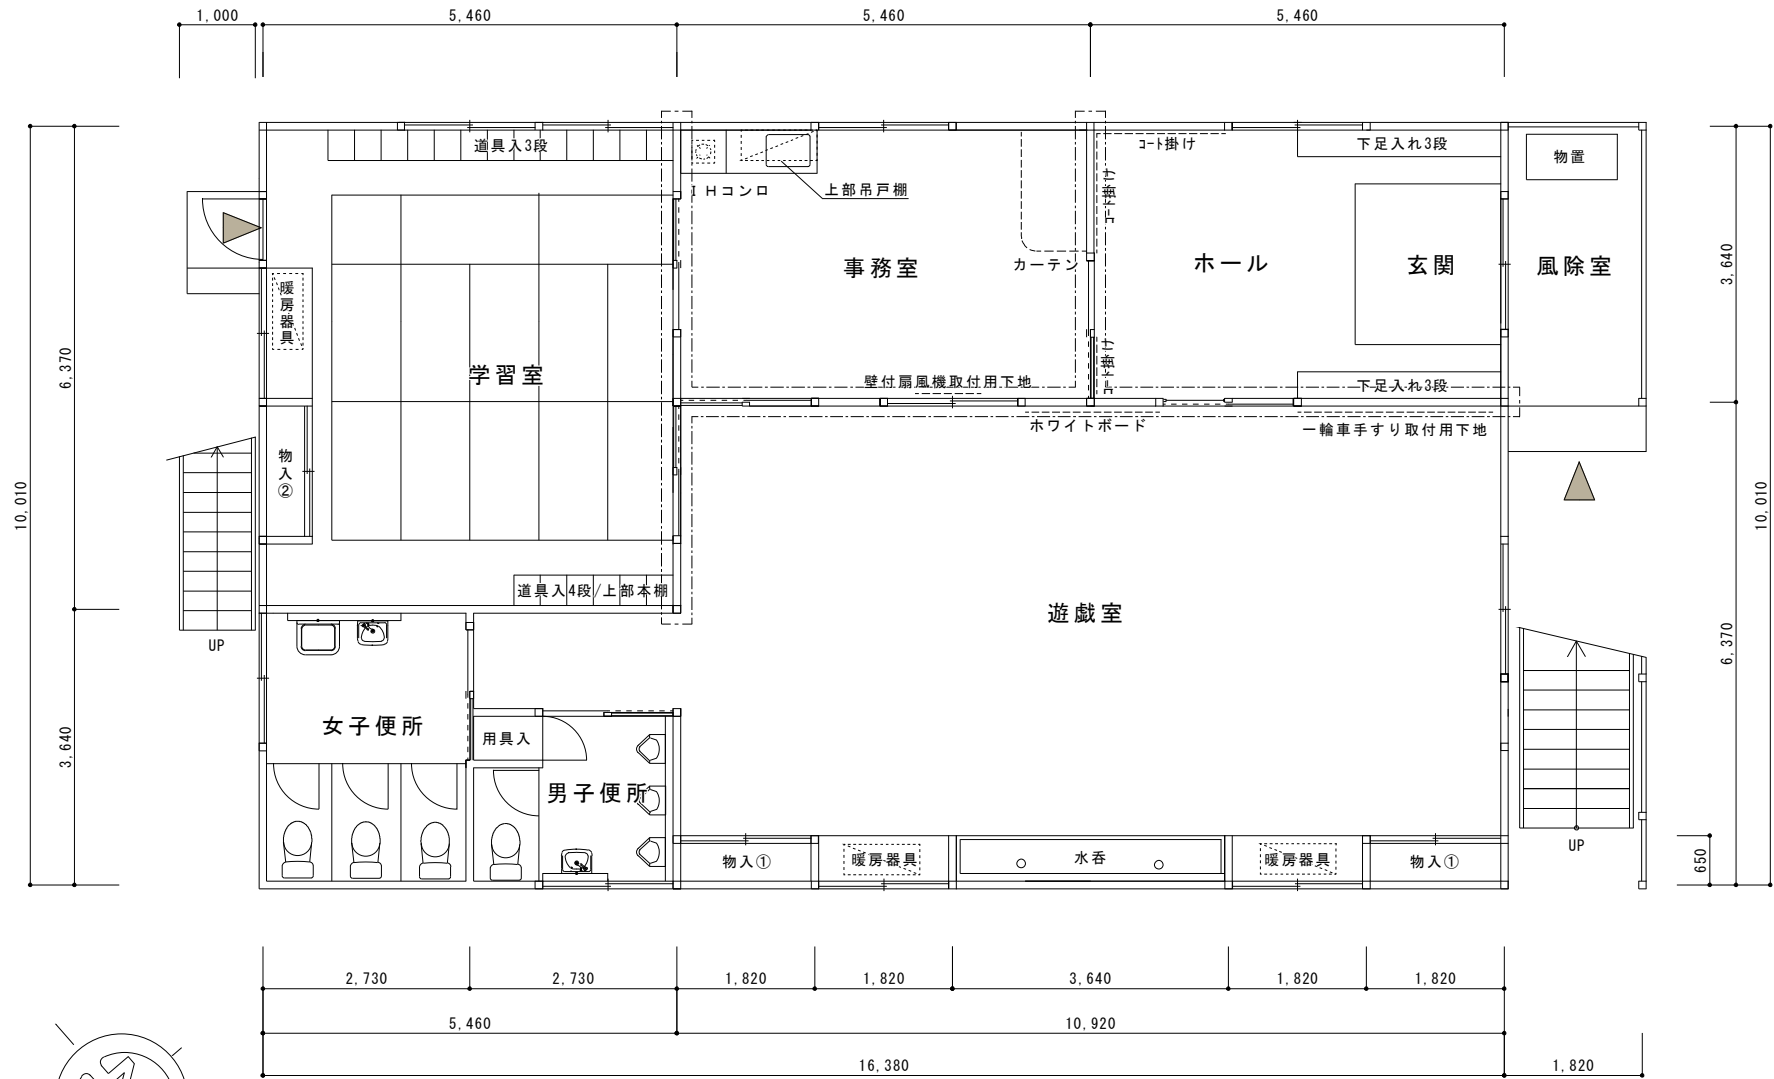 1,000
5,460
5,460
5,460
道具入3段
ＩＨコンロ
上部吊戸棚
コート掛け
コート掛け
下足入れ3段
物置
事務室
カーテン
ホール
玄関
風除室
暖房器具
学習室
壁付扇風機取付用下地
コート掛け
下足入れ3段
ホワイトボード
一輪車手すり取付用下地
物入②
道具入4段/上部本棚
遊戯室
UP
女子便所
用具入
男子便所
物入①
暖房器具
水呑
暖房器具
物入①
UP
10,010
6,370
3,640
3,640
6,370
10,010
650
2,730
2,730
1,820
1,820
3,640
1,820
1,820
5,460
10,920
16,380
1,820